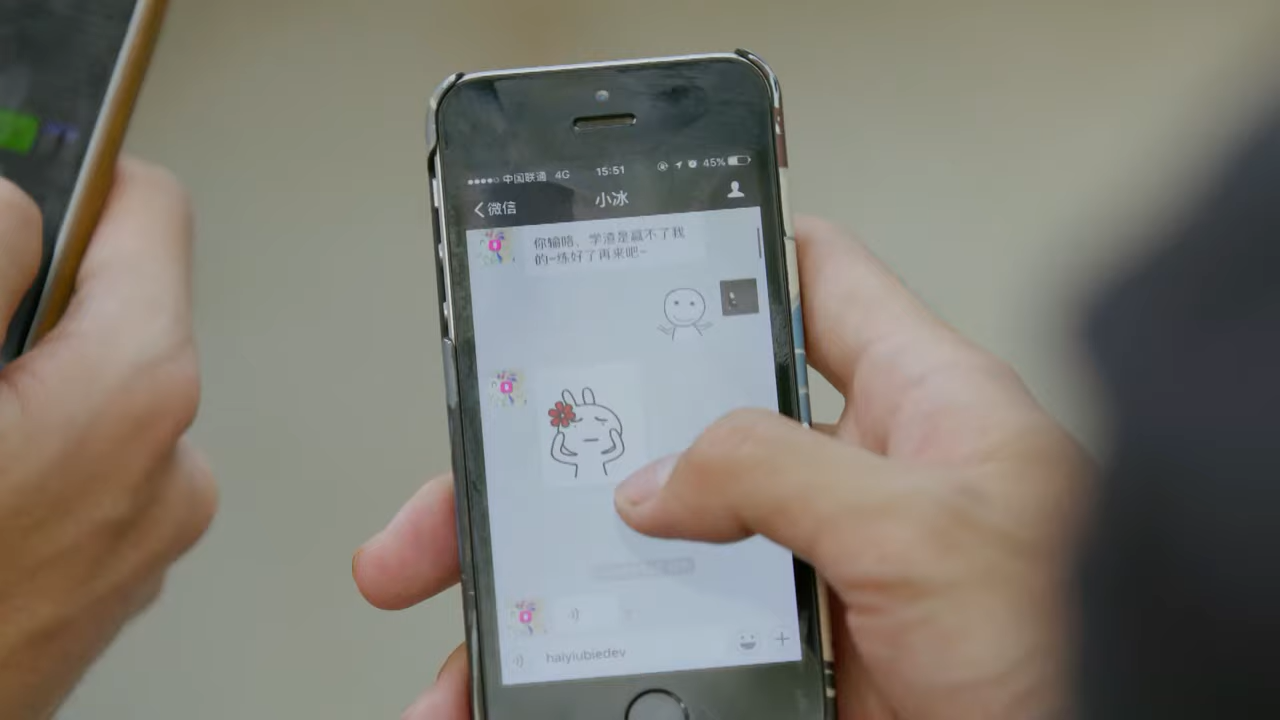 中国联通 4G 15:51 45%
微信 小冰
你输咯、学渣是赢不了我
的~练好了再来吧~
haiyiubiedev